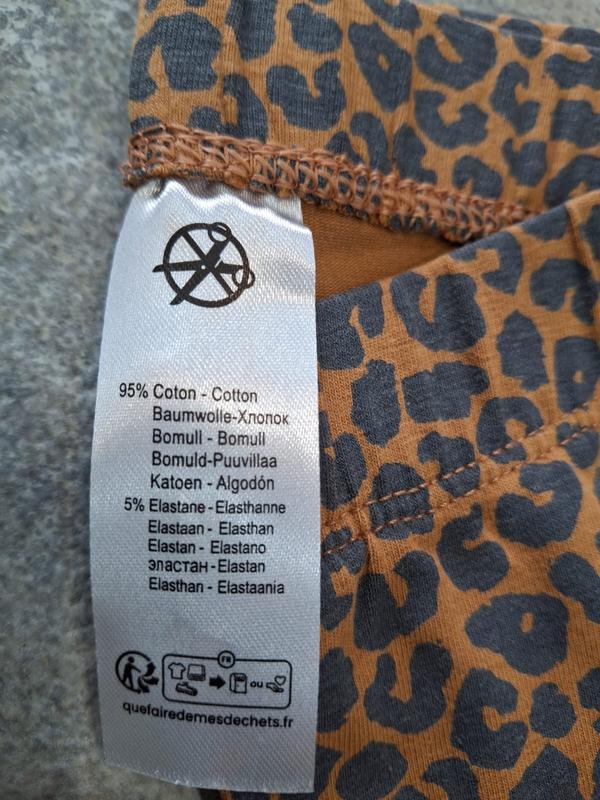 95% Coton - Cotton
Baumwolle-Хлопок
Bomull - Bomull
Bomuld-Puuvillaa
Katoen - Algodón
5% Elastane-Elasthanne
Elastaan - Elasthan
Elastan - Elastano
эластан-Elastan
Elasthan - Elastaania
FR
ou
quefairedemesdechets.fr